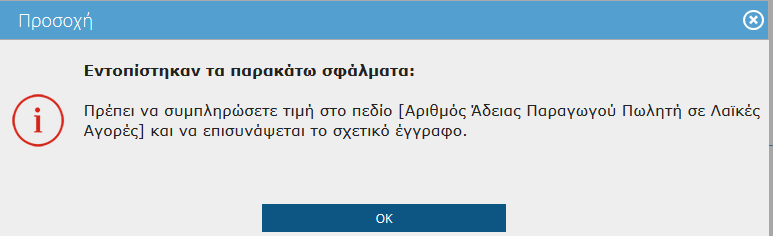 Προσοχή
Εντοπίστηκαν τα παρακάτω σφάλματα:
Πρέπει να συμπληρώσετε τιμή στο πεδίο [Αριθμός Άδειας Παραγωγού Πωλητή σε Λαϊκές
Αγορές] και να επισυνάψεται το σχετικό έγγραφο.
OK